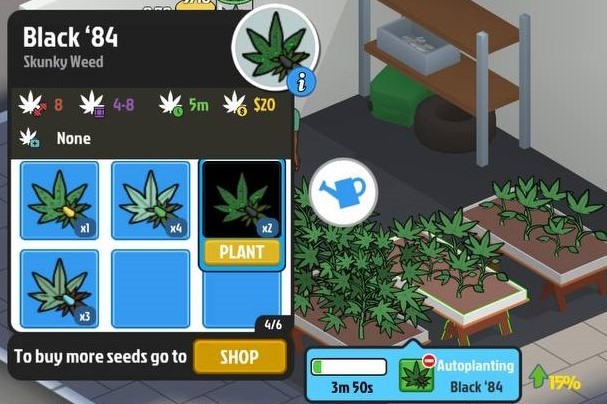 Black ‘84
Skunky Weed
8 4-8 5m $20
None
x1 x4 x2
PLANT
x3
4/6
To buy more seeds go to SHOP
Autoplanting
3m 50s Black ‘84
15%